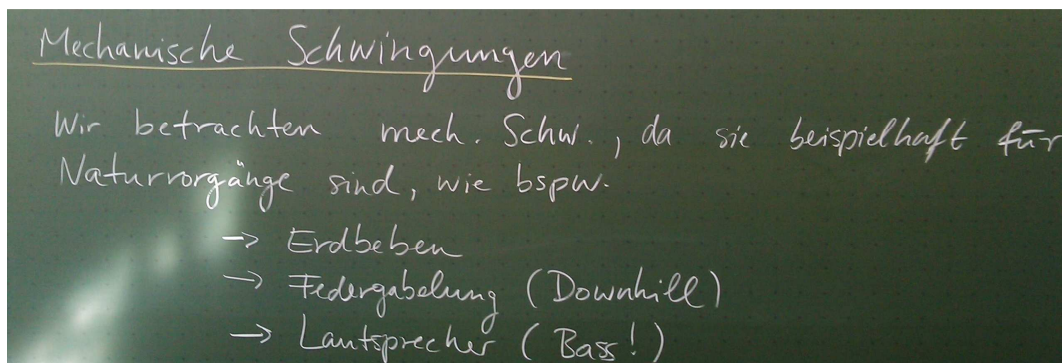 Mechanische Schwingungen
Wir betrachten mech. Schw., da sie beispielhaft für
Naturvorgänge sind, wie bspw.
→ Erdbeben
→ Federgabelung (Downhill)
→ Lautsprecher (Bass!)